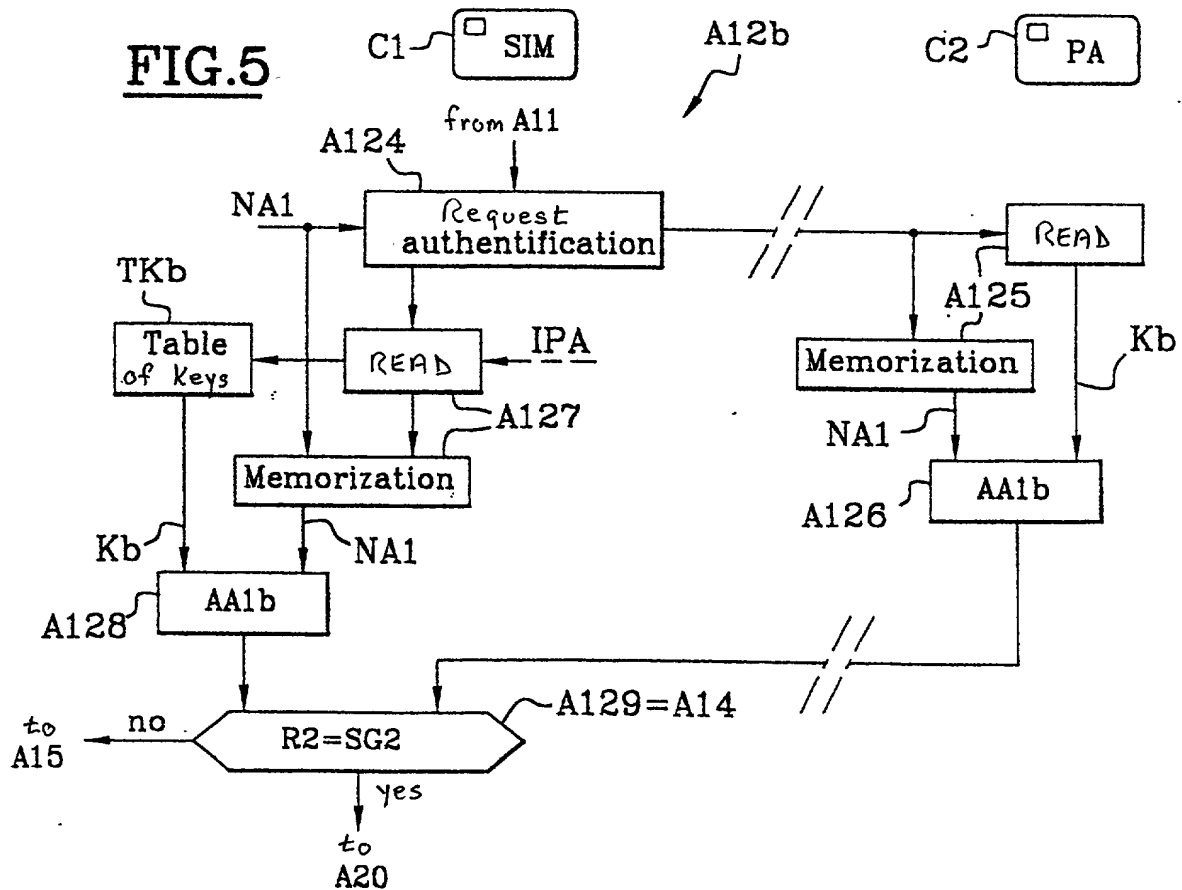 FIG.5
C1
SIM
A12b
C2
PA
from A11
A124
NA1
Request
authentification
READ
TKb
A125
Table
of Keys
READ
IPA
Memorization
Kb
A127
NA1
Memorization
AA1b
A126
Kb
NA1
AA1b
A128
A129=A14
to
A15
no
R2=SG2
yes
to
A20